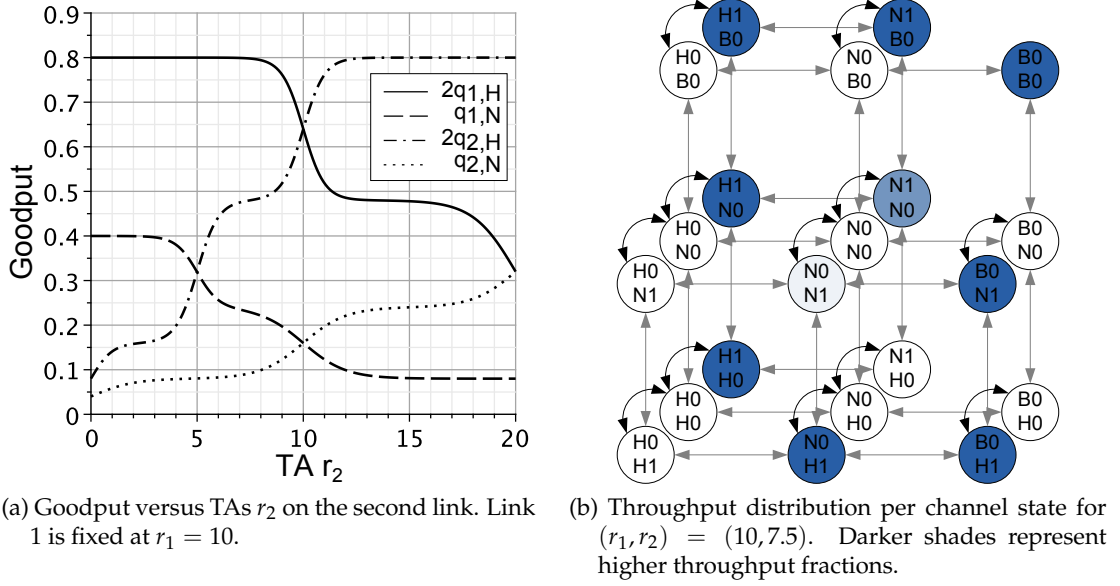 0.9
0.8
0.7
0.6
0.5
0.4
0.3
0.2
0.1
0
Goodput
2q1,H
q1,N
2q2,H
q2,N
0 5 10 15 20
TA r2
H1 B0
N1 B0
H0 B0
N0 B0
B0 B0
H1 N0
N1 N0
H0 N0
N0 N0
B0 N0
H0 N1
N0 N1
B0 N1
H1 H0
N1 H0
H0 H0
N0 H0
B0 H0
H0 H1
N0 H1
B0 H1
(a) Goodput versus TAs r2 on the second link. Link
1 is fixed at r1 = 10.
(b) Throughput distribution per channel state for
(r1, r2) = (10, 7.5). Darker shades represent
higher throughput fractions.